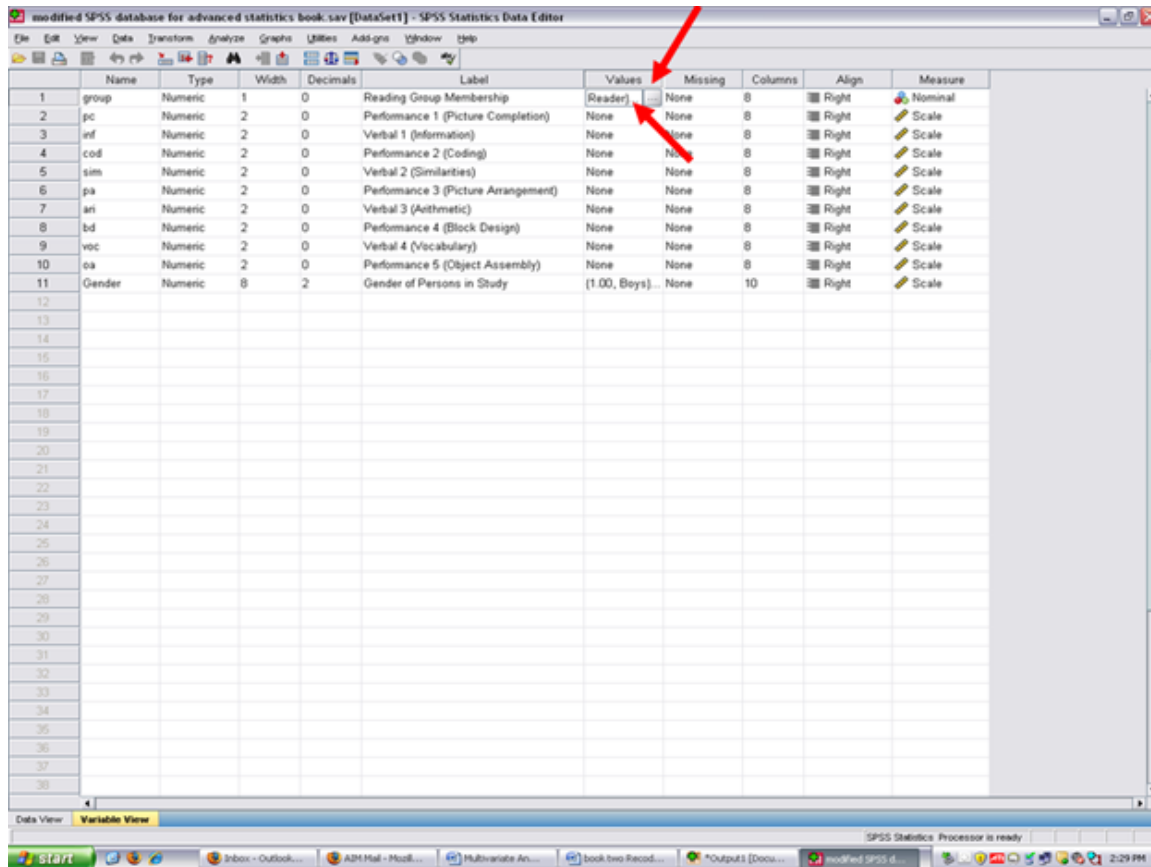 modified SPSS database for advanced statistics book.sav [DataSet1] - SPSS Statistics Data Editor
File Edit View Data Transform Analyze Graphs Utilities Add-ons Window Help
Name Type Width Decimals Label Values Missing Columns Align Measure
1 group Numeric 1 0 Reading Group Membership Reader}... ... None 8 Right Nominal
2 pc Numeric 2 0 Performance 1 (Picture Completion) None None 8 Right Scale
3 inf Numeric 2 0 Verbal 1 (Information) None None 8 Right Scale
4 cod Numeric 2 0 Performance 2 (Coding) None None 8 Right Scale
5 sim Numeric 2 0 Verbal 2 (Similarities) None None 8 Right Scale
6 pa Numeric 2 0 Performance 3 (Picture Arrangement) None None 8 Right Scale
7 ari Numeric 2 0 Verbal 3 (Arithmetic) None None 8 Right Scale
8 bd Numeric 2 0 Performance 4 (Block Design) None None 8 Right Scale
9 voc Numeric 2 0 Verbal 4 (Vocabulary) None None 8 Right Scale
10 oa Numeric 2 0 Performance 5 (Object Assembly) None None 8 Right Scale
11 Gender Numeric 8 2 Gender of Persons in Study {1.00, Boys}... None 10 Right Scale
12
13
14
15
16
17
18
19
20
21
22
23
24
25
26
27
28
29
30
31
32
33
34
35
36
37
38
Data View Variable View
SPSS Statistics Processor is ready
start Inbox - Outlook... AIM Mail - Mozill... Multivariate An... book two Recod... *Output1 [Docu... modified SPSS d... 2:29 PM